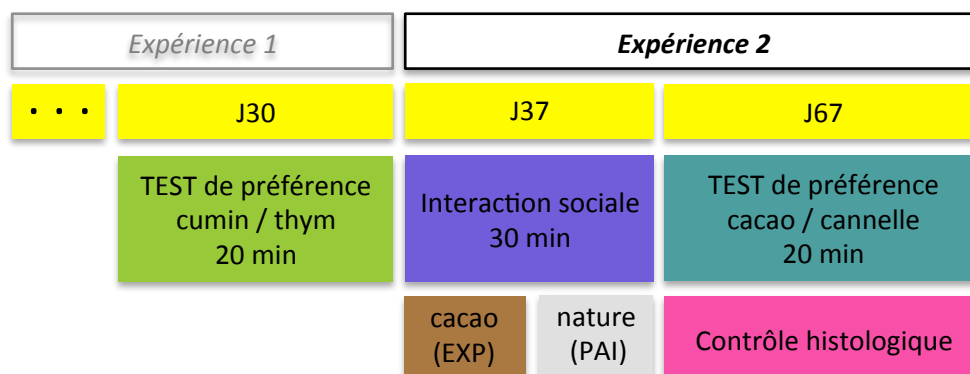 Expérience 1
Expérience 2
. . .
J30
J37
J67
TEST de préférence
cumin / thym
20 min
Interaction sociale
30 min
TEST de préférence
cacao / cannelle
20 min
cacao
(EXP)
nature
(PAI)
Contrôle histologique